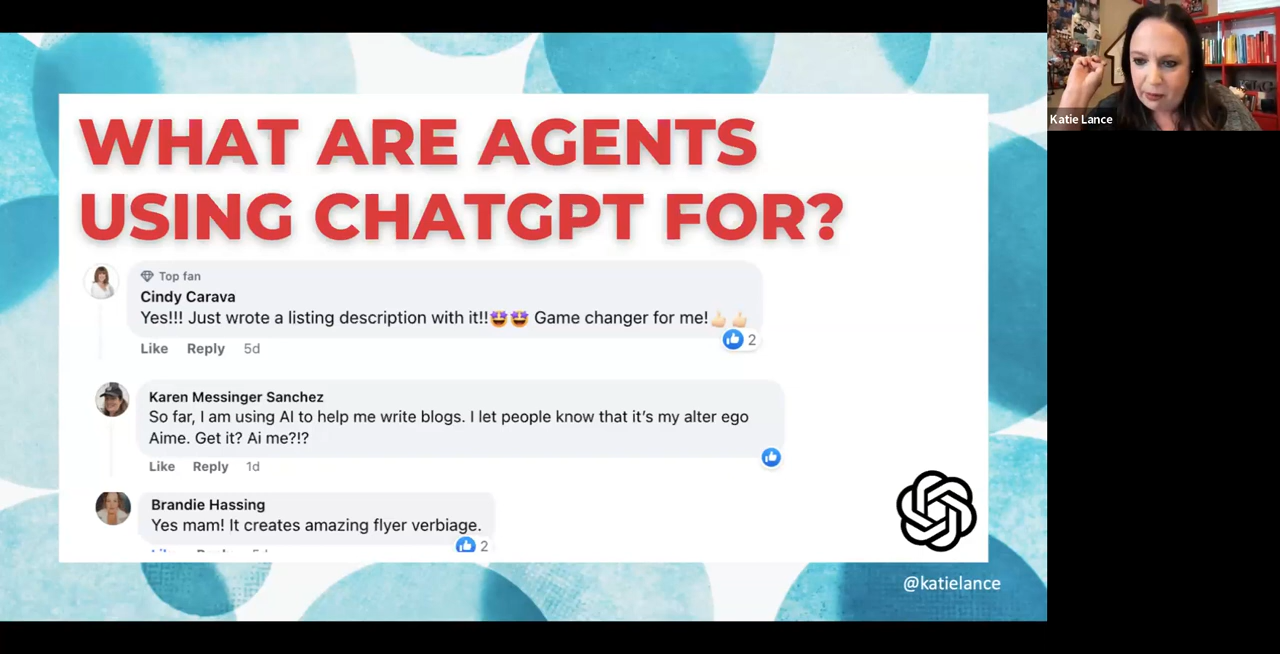 WHAT ARE AGENTS
USING CHATGPT FOR?
Top fan
Cindy Carava
Yes!!! Just wrote a listing description with it!!🤩🤩 Game changer for me!👍🏻👍🏻
2
Like Reply 5d
Karen Messinger Sanchez
So far, I am using AI to help me write blogs. I let people know that it's my alter ego
Aime. Get it? Ai me?!?
Like Reply 1d
Brandie Hassing
Yes mam! It creates amazing flyer verbiage.
2
@katielance
Katie Lance